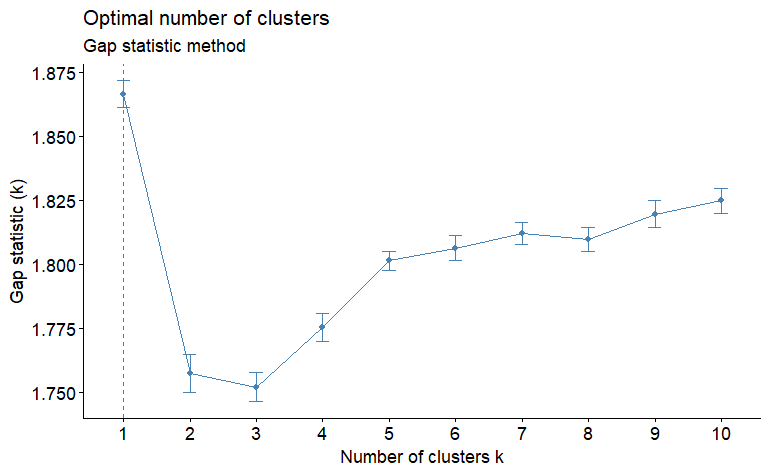 Optimal number of clusters
Gap statistic method
1.875
1.850
1.825
1.800
1.775
1.750
Gap statistic (k)
1 2 3 4 5 6 7 8 9 10
Number of clusters k